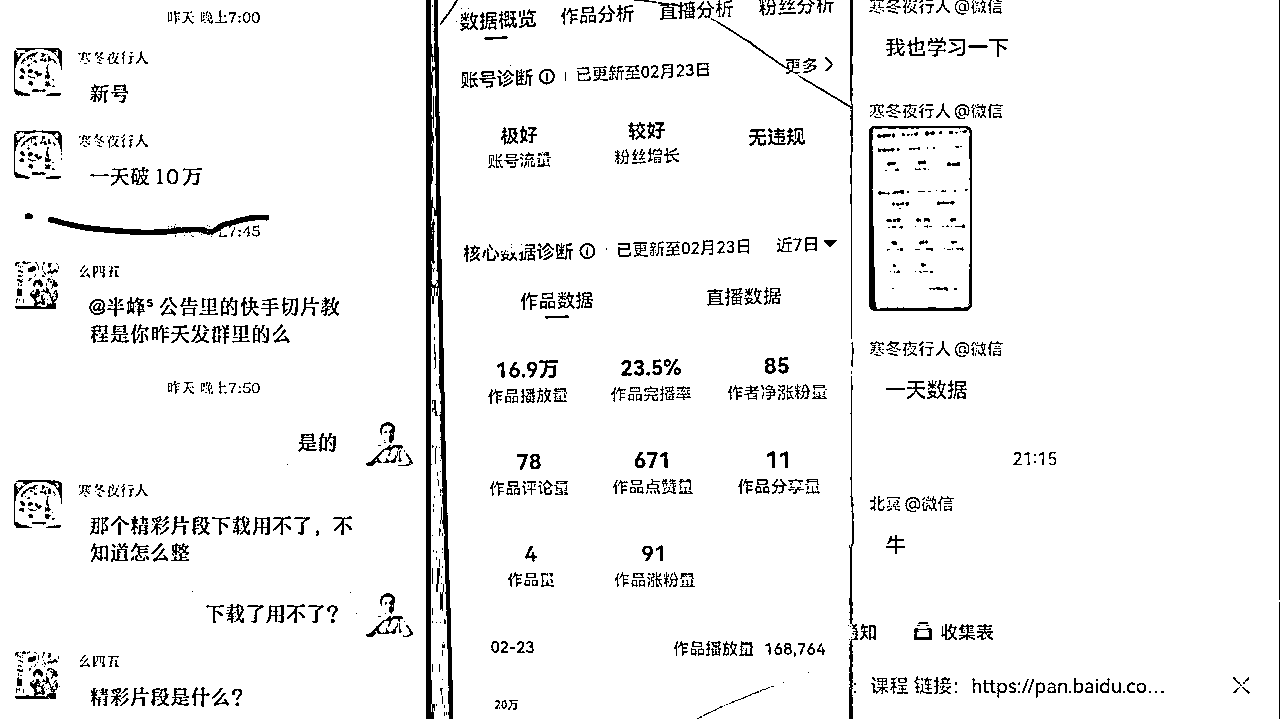 昨天 晚上7:00
寒冬夜行人
新号
寒冬夜行人
一天破 10 万
昨天 晚上7:45
幺四五
@半峰⁵ 公告里的快手切片教
程是你昨天发群里的么
昨天 晚上7:50
是的
寒冬夜行人
那个精彩片段下载用不了，不
知道怎么整
下载了用不了？
幺四五
精彩片段是什么？
数据概览 作品分析 直播分析 粉丝分析
账号诊断 已更新至02月23日 更多
极好 较好 无违规
账号流量 粉丝增长
核心数据诊断 已更新至02月23日 近7日
作品数据 直播数据
16.9万 23.5% 85
作品播放量 作品完播率 作者净涨粉量
78 671 11
作品评论量 作品点赞量 作品分享量
4 91
作品量 作品涨粉量
02-23 作品播放量 168,764
20万
寒冬夜行人 @微信
我也学习一下
寒冬夜行人 @微信
寒冬夜行人 @微信
一天数据
21:15
北冥 @微信
牛
通知 收集表
课程 链接：https://pan.baidu.co...